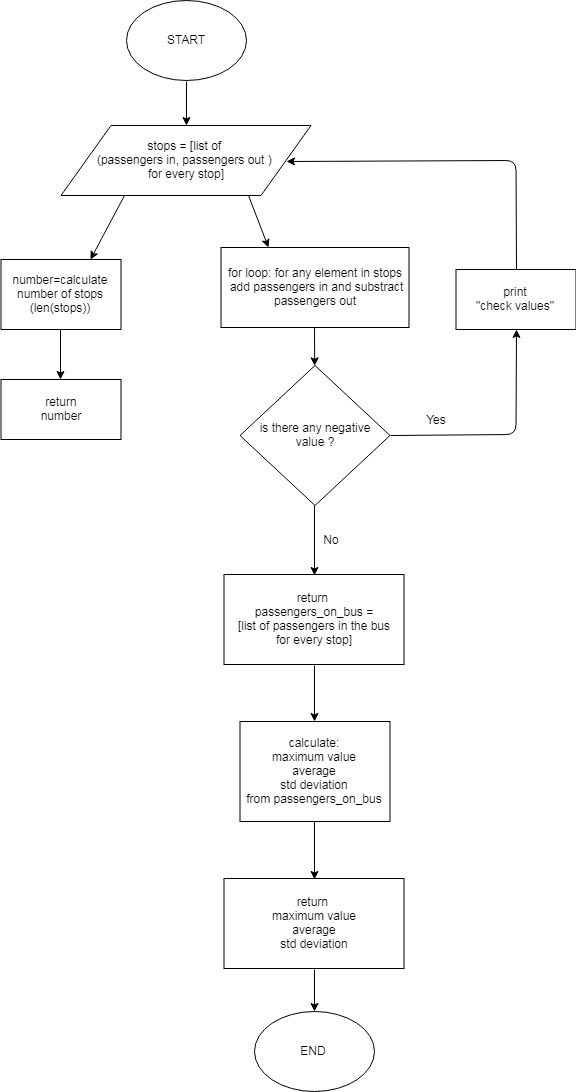 START
stops = [list of
(passengers in, passengers out )
for every stop]
number=calculate
number of stops
(len(stops))
for loop: for any element in stops
add passengers in and substract
passengers out
print
"check values"
return
number
is there any negative
value ?
Yes
No
return
passengers_on_bus =
[list of passengers in the bus
for every stop]
calculate:
maximum value
average
std deviation
from passengers_on_bus
return
maximum value
average
std deviation
END